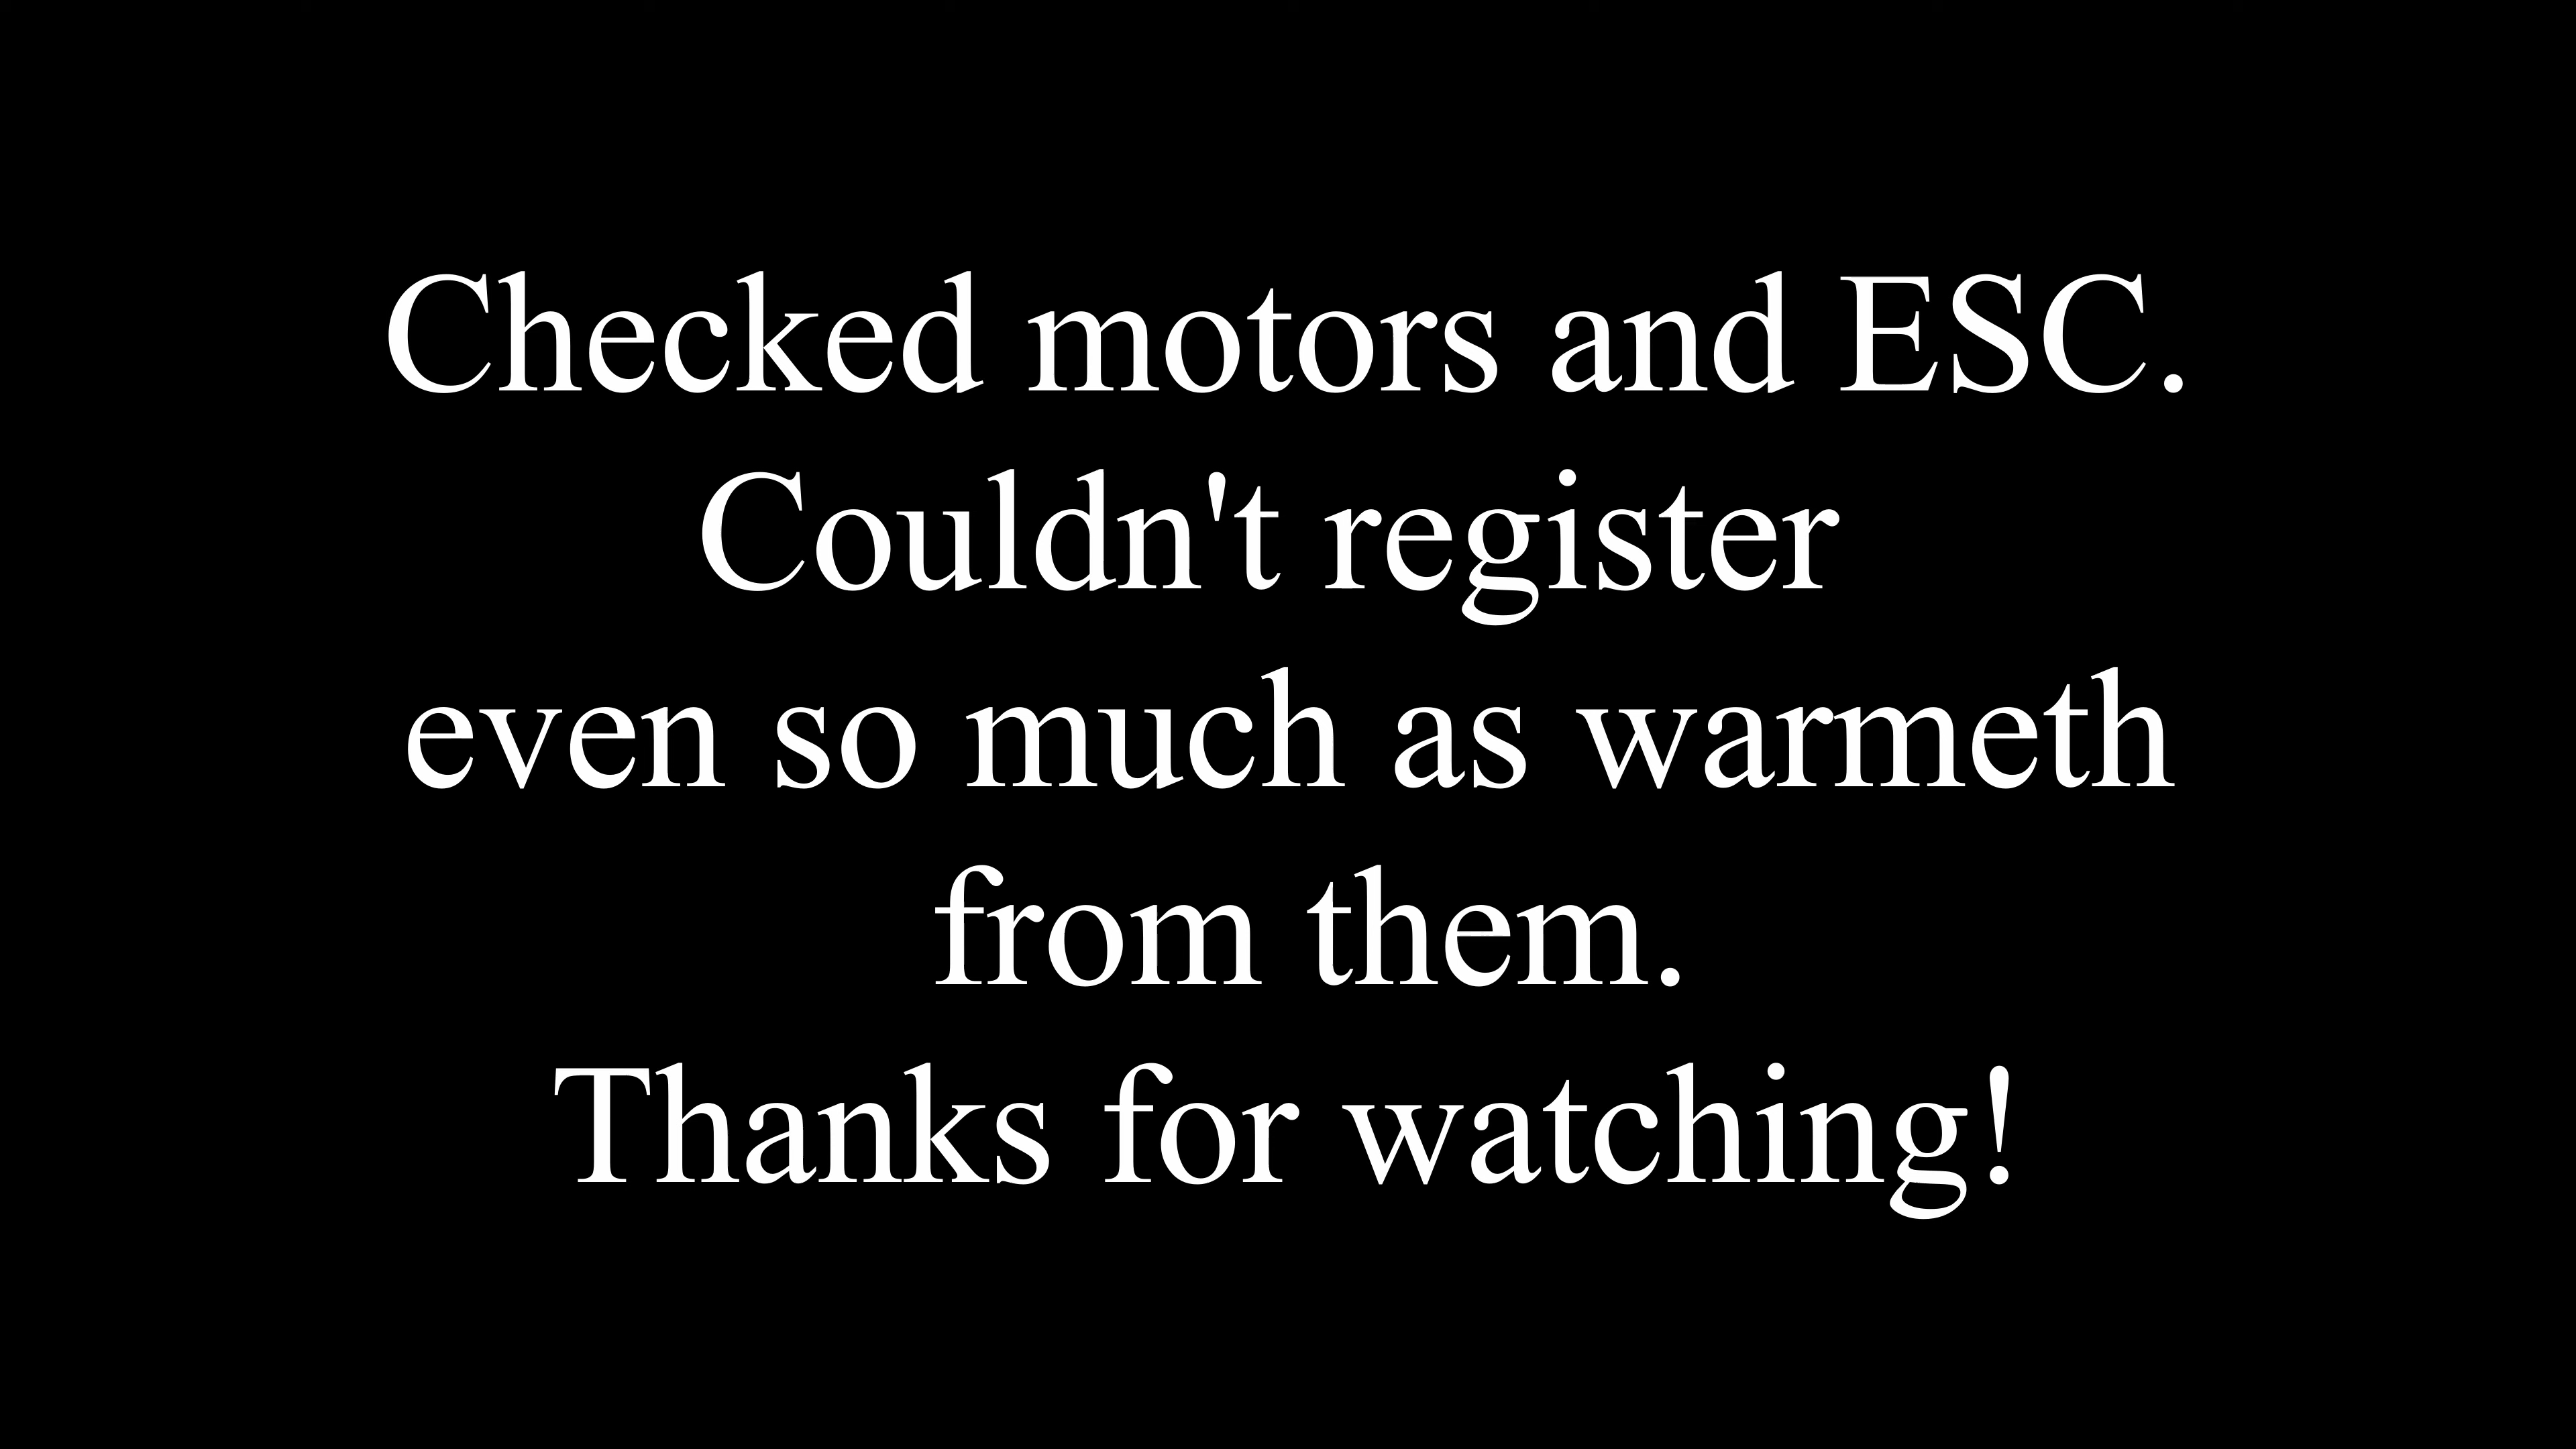 Checked motors and ESC.
Couldn't register
even so much as warmeth
from them.
Thanks for watching!